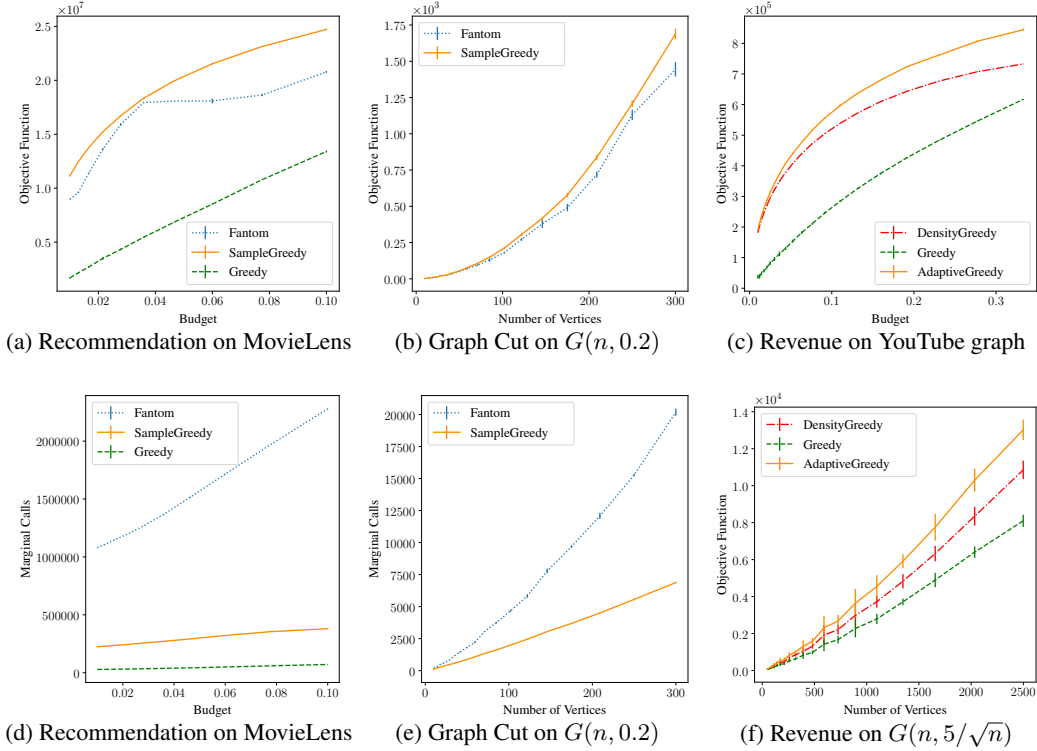 ×10⁷
2.5
2.0
1.5
1.0
0.5
Objective Function
Fantom
SampleGreedy
Greedy
0.02 0.04 0.06 0.08 0.10
Budget
(a) Recommendation on MovieLens
×10³
1.75
1.50
1.25
1.00
0.75
0.50
0.25
0.00
Objective Function
Fantom
SampleGreedy
0 100 200 300
Number of Vertices
(b) Graph Cut on G(n, 0.2)
×10⁵
8
7
6
5
4
3
2
1
0
Objective Function
DensityGreedy
Greedy
AdaptiveGreedy
0.0 0.1 0.2 0.3
Budget
(c) Revenue on YouTube graph
2000000
1500000
1000000
500000
0
Marginal Calls
Fantom
SampleGreedy
Greedy
0.02 0.04 0.06 0.08 0.10
Budget
(d) Recommendation on MovieLens
20000
17500
15000
12500
10000
7500
5000
2500
0
Marginal Calls
Fantom
SampleGreedy
0 100 200 300
Number of Vertices
(e) Graph Cut on G(n, 0.2)
×10⁴
1.4
1.2
1.0
0.8
0.6
0.4
0.2
0.0
Objective Function
DensityGreedy
Greedy
AdaptiveGreedy
0 500 1000 1500 2000 2500
Number of Vertices
(f) Revenue on G(n, 5/√n)